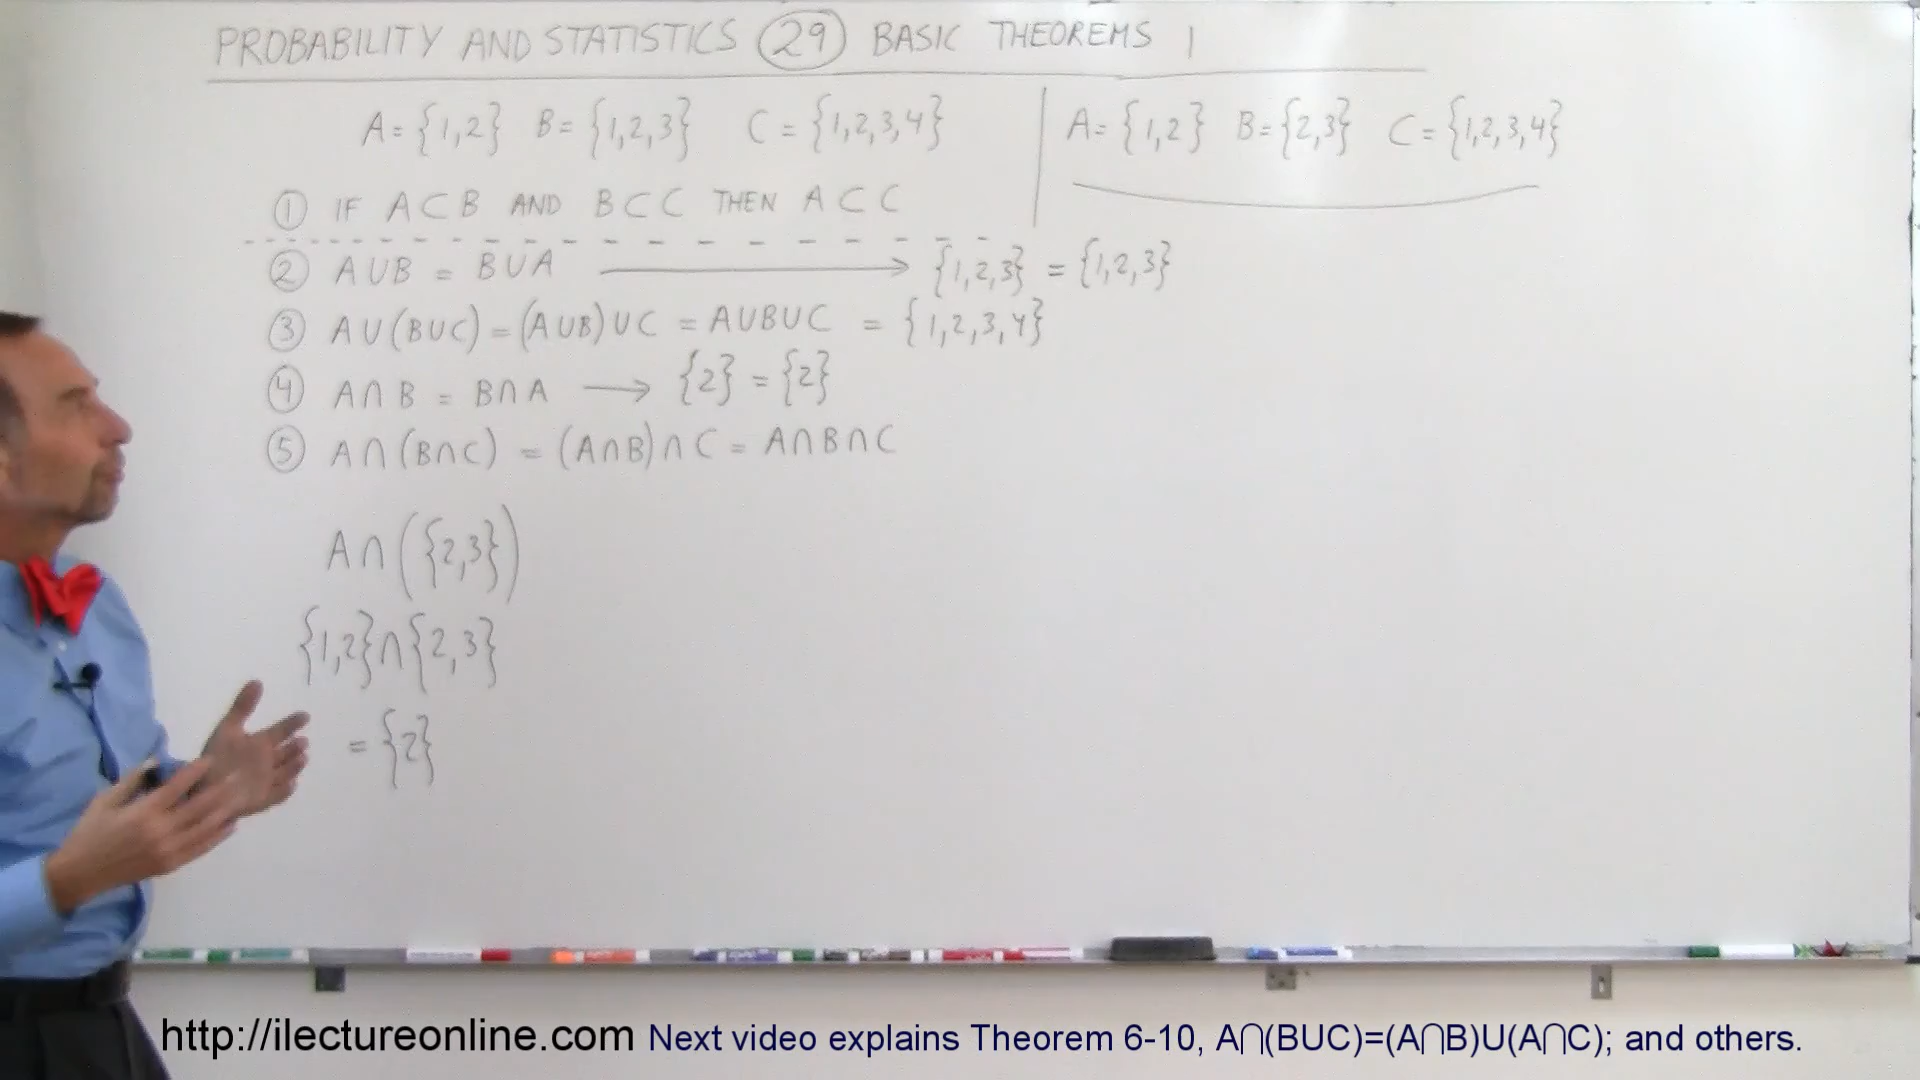 PROBABILITY AND STATISTICS 29 BASIC THEOREMS 1
A = {1,2} B = {1,2,3} C = {1,2,3,4}
A = {1,2} B = {2,3} C = {1,2,3,4}
① IF A⊂B AND B⊂C THEN A⊂C
② A∪B = B∪A ⟶ {1,2,3} = {1,2,3}
③ A∪(B∪C) = (A∪B)∪C = A∪B∪C = {1,2,3,4}
④ A∩B = B∩A ⟶ {2} = {2}
⑤ A∩(B∩C) = (A∩B)∩C = A∩B∩C
A∩({2,3})
{1,2}∩{2,3}
= {2}
http://ilectureonline.com Next video explains Theorem 6-10, A⋂(BUC)=(A⋂B)U(A⋂C); and others.